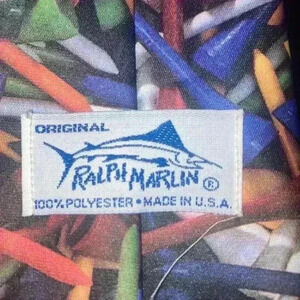 ORIGINAL
RALPH MARLIN ®
100% POLYESTER • MADE IN U.S.A.